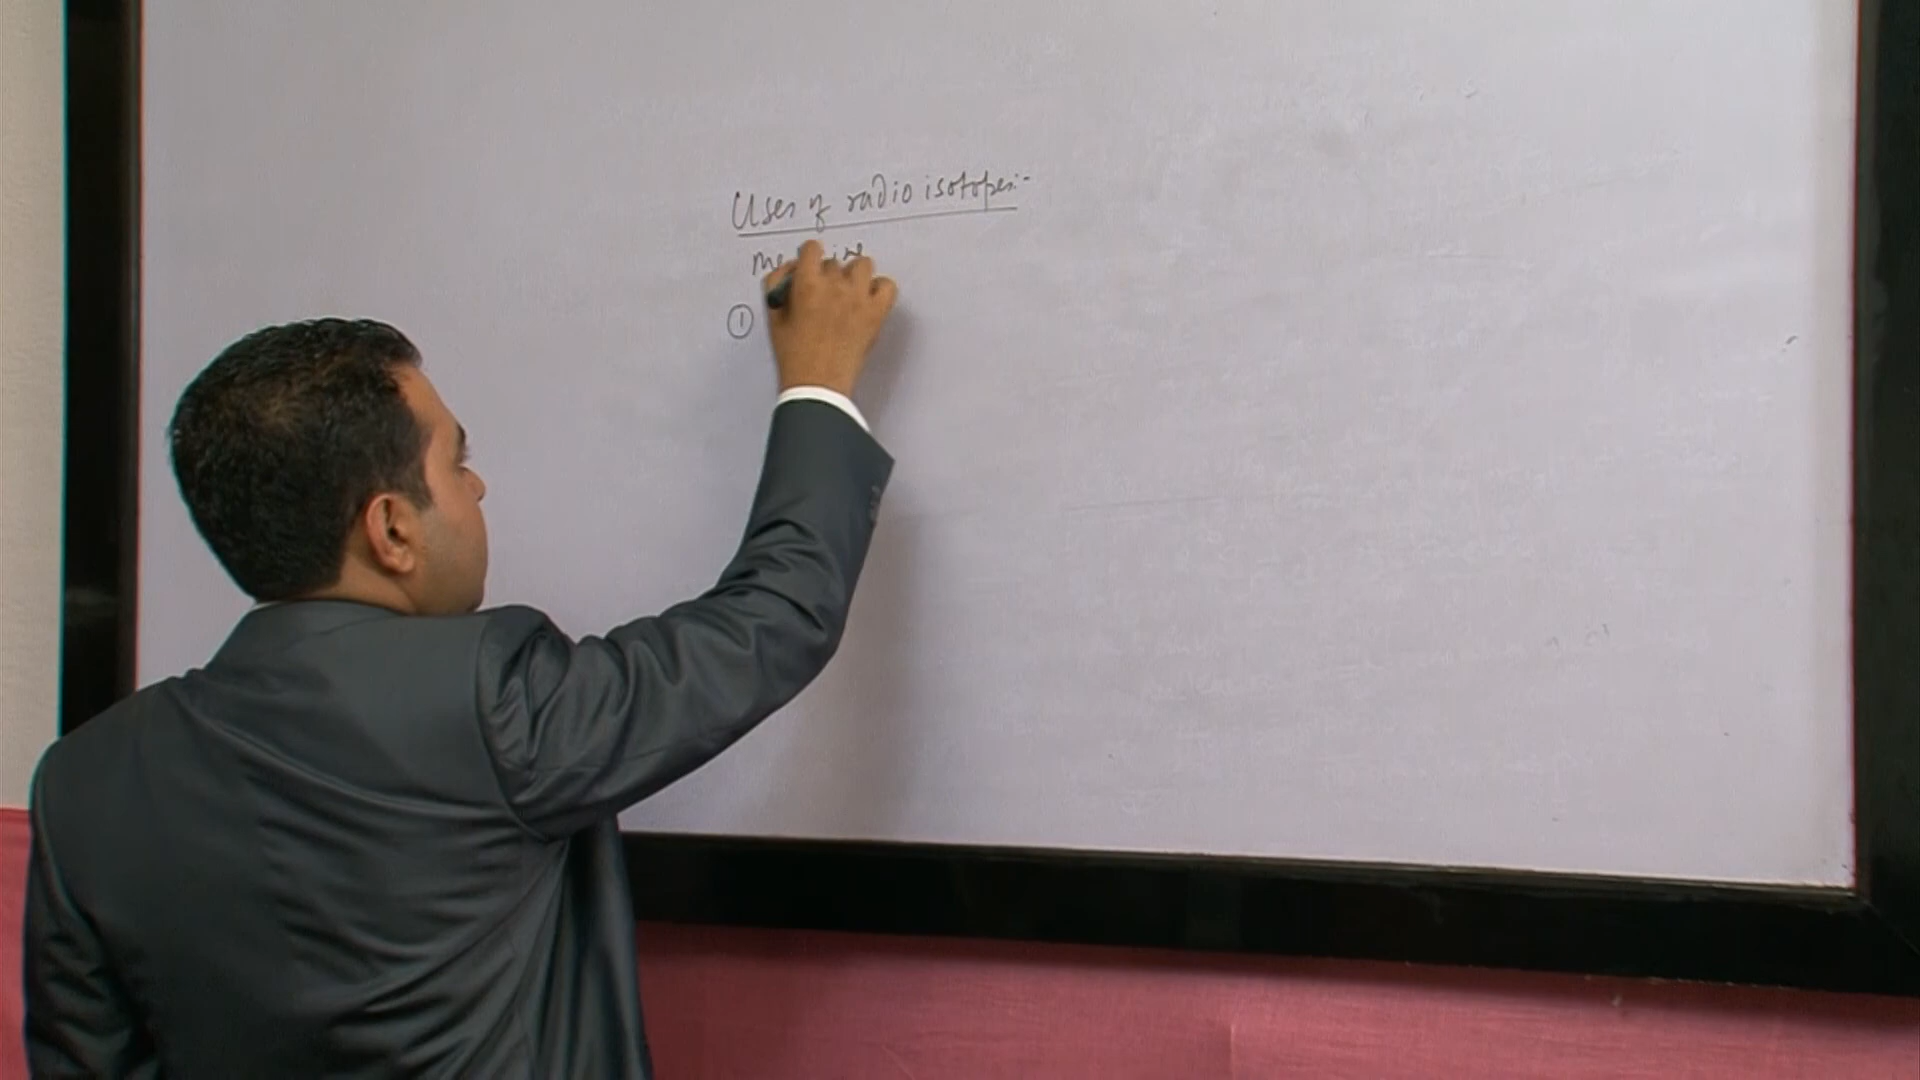 Uses of radio isotopes:-
①